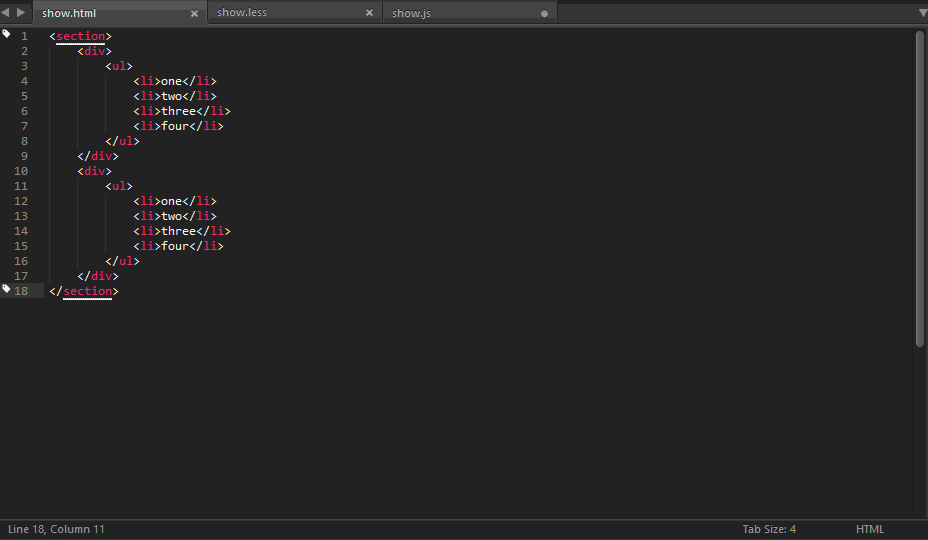 show.html × show.less × show.js
1 <section>
2     <div>
3         <ul>
4             <li>one</li>
5             <li>two</li>
6             <li>three</li>
7             <li>four</li>
8         </ul>
9     </div>
10     <div>
11         <ul>
12             <li>one</li>
13             <li>two</li>
14             <li>three</li>
15             <li>four</li>
16         </ul>
17     </div>
18 </section>
Line 18, Column 11 Tab Size: 4 HTML